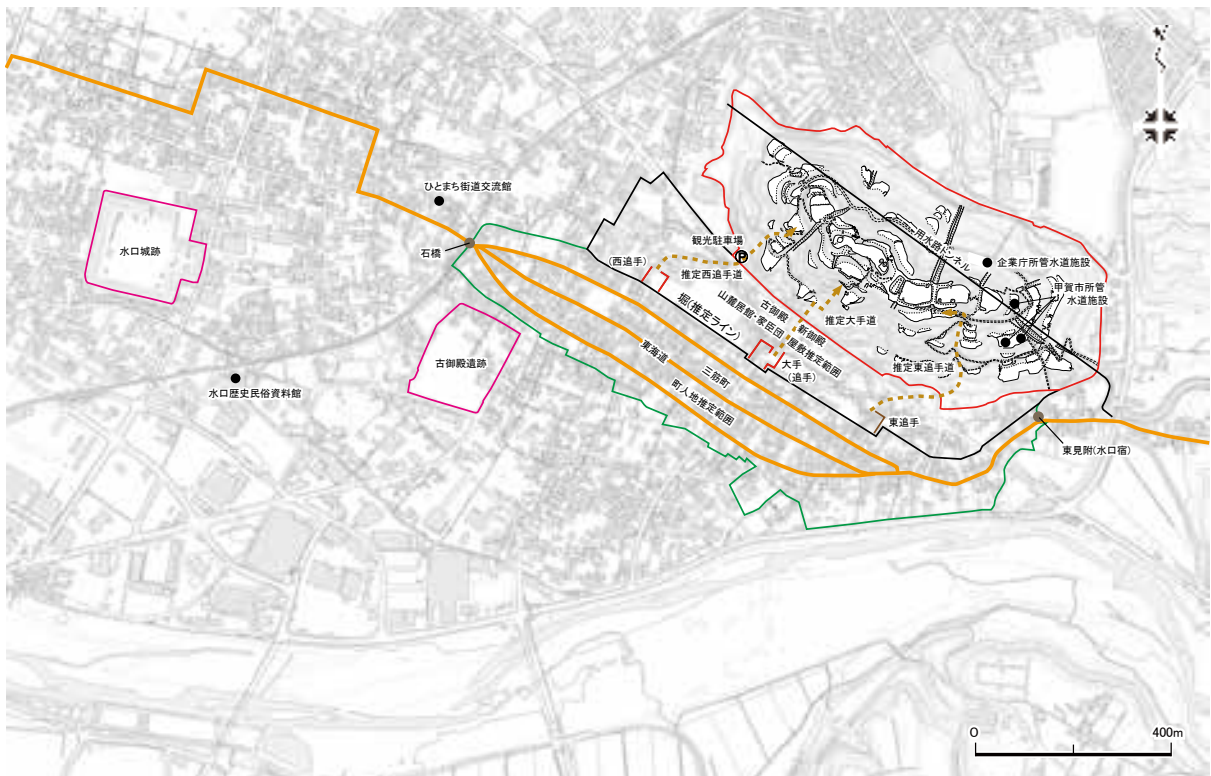 ひとまち街道交流館
水口城跡
石橋
古御殿遺跡
水口歴史民俗資料館
(西追手)
観光駐車場
P
推定西追手道
堀(推定ライン)
山麓居館・家臣団
古御殿
新御殿
屋敷推定範囲
大手
(追手)
推定大手道
用水路トンネル
企業庁所管水道施設
甲賀市所管
水道施設
推定東追手道
東追手
東見附(水口宿)
三筋町
東海道
町人地推定範囲
0
400m